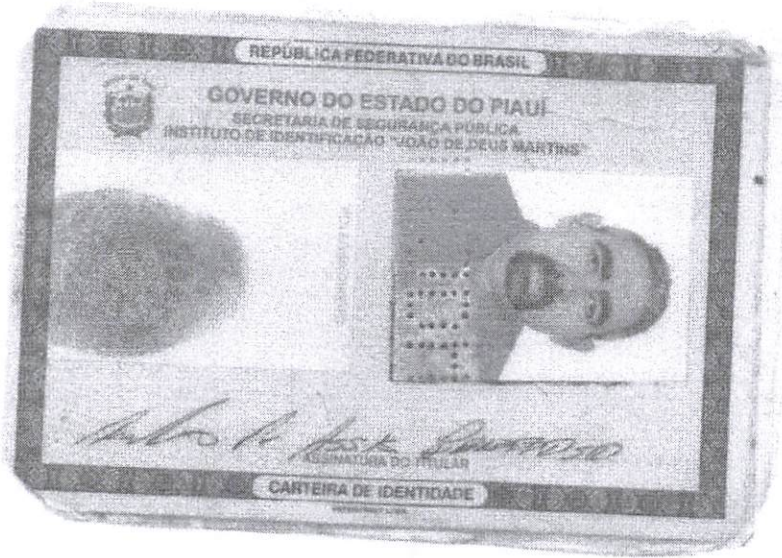 REPÚBLICA FEDERATIVA DO BRASIL
GOVERNO DO ESTADO DO PIAUÍ
SECRETARIA DE SEGURANÇA PÚBLICA
INSTITUTO DE IDENTIFICAÇÃO "JOÃO DE DEUS MARTINS"
ASSINATURA DO TITULAR
CARTEIRA DE IDENTIDADE